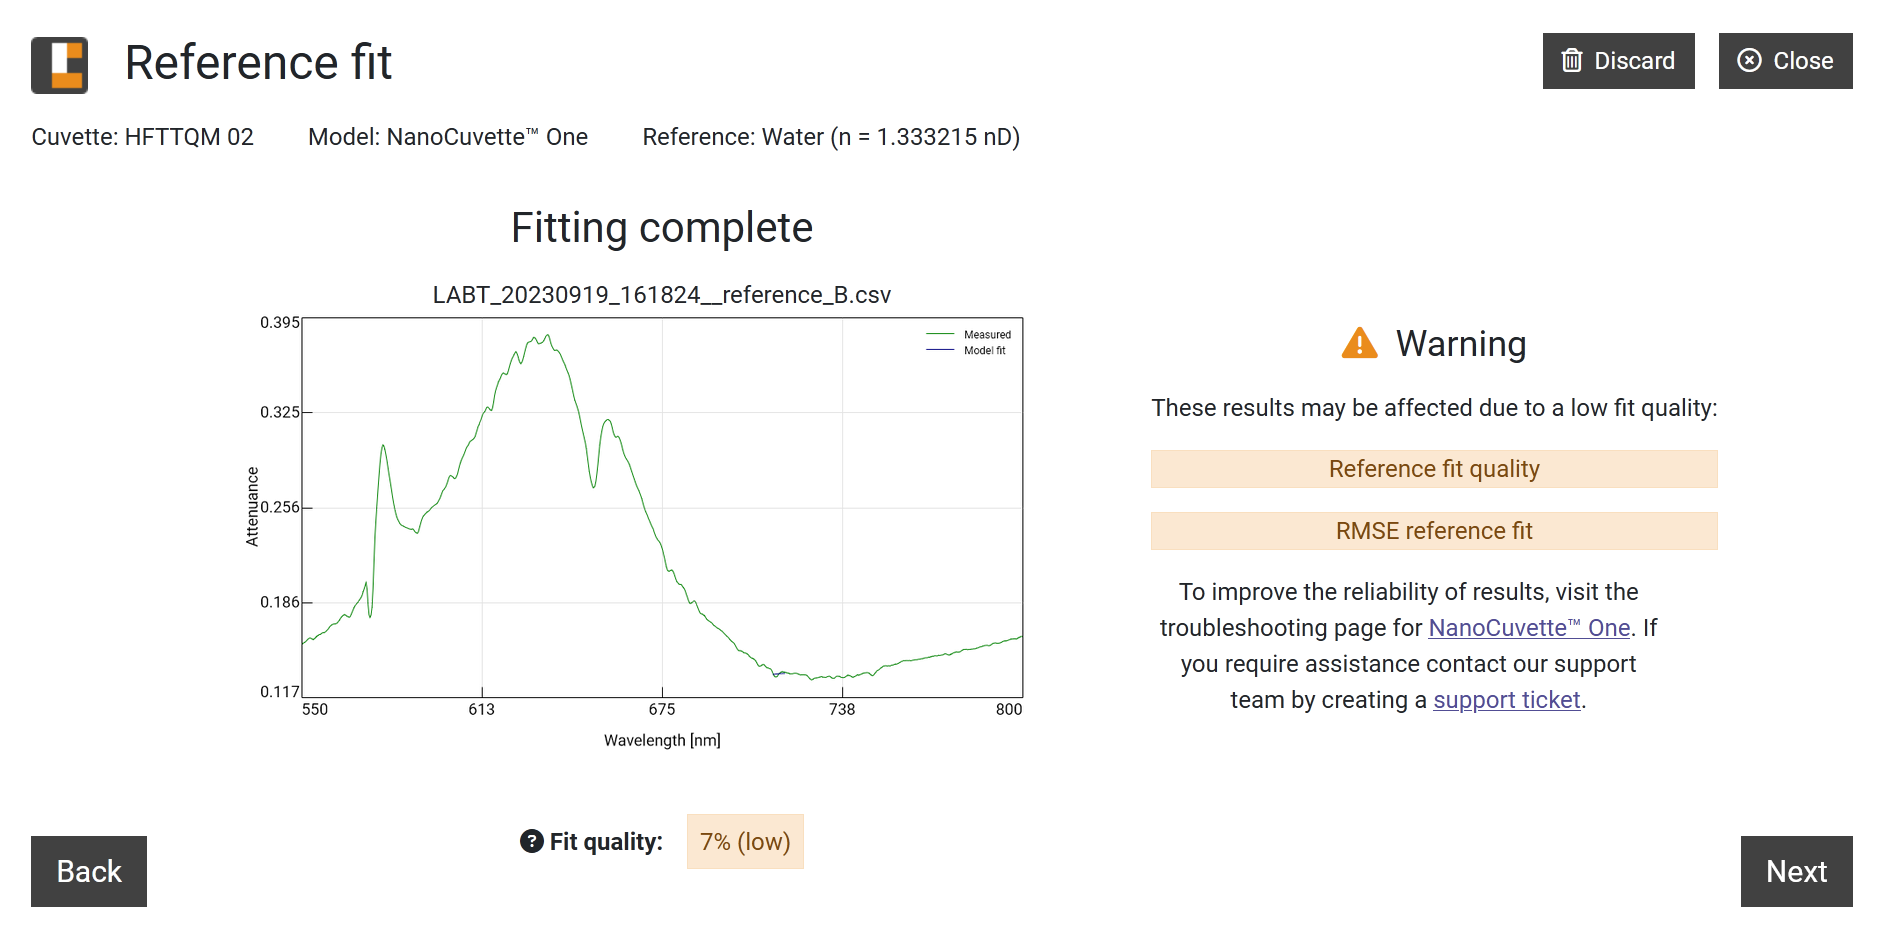 Reference fit
Discard
Close
Cuvette: HFTTQM 02
Model: NanoCuvette™ One
Reference: Water (n = 1.333215 nD)
Fitting complete
LABT_20230919_161824__reference_B.csv
0.395
0.325
0.256
0.186
0.117
Attenuance
Measured
Model fit
550
613
675
738
800
Wavelength [nm]
Fit quality:
7% (low)
Warning
These results may be affected due to a low fit quality:
Reference fit quality
RMSE reference fit
To improve the reliability of results, visit the
troubleshooting page for NanoCuvette™ One. If
you require assistance contact our support
team by creating a support ticket.
Back
Next